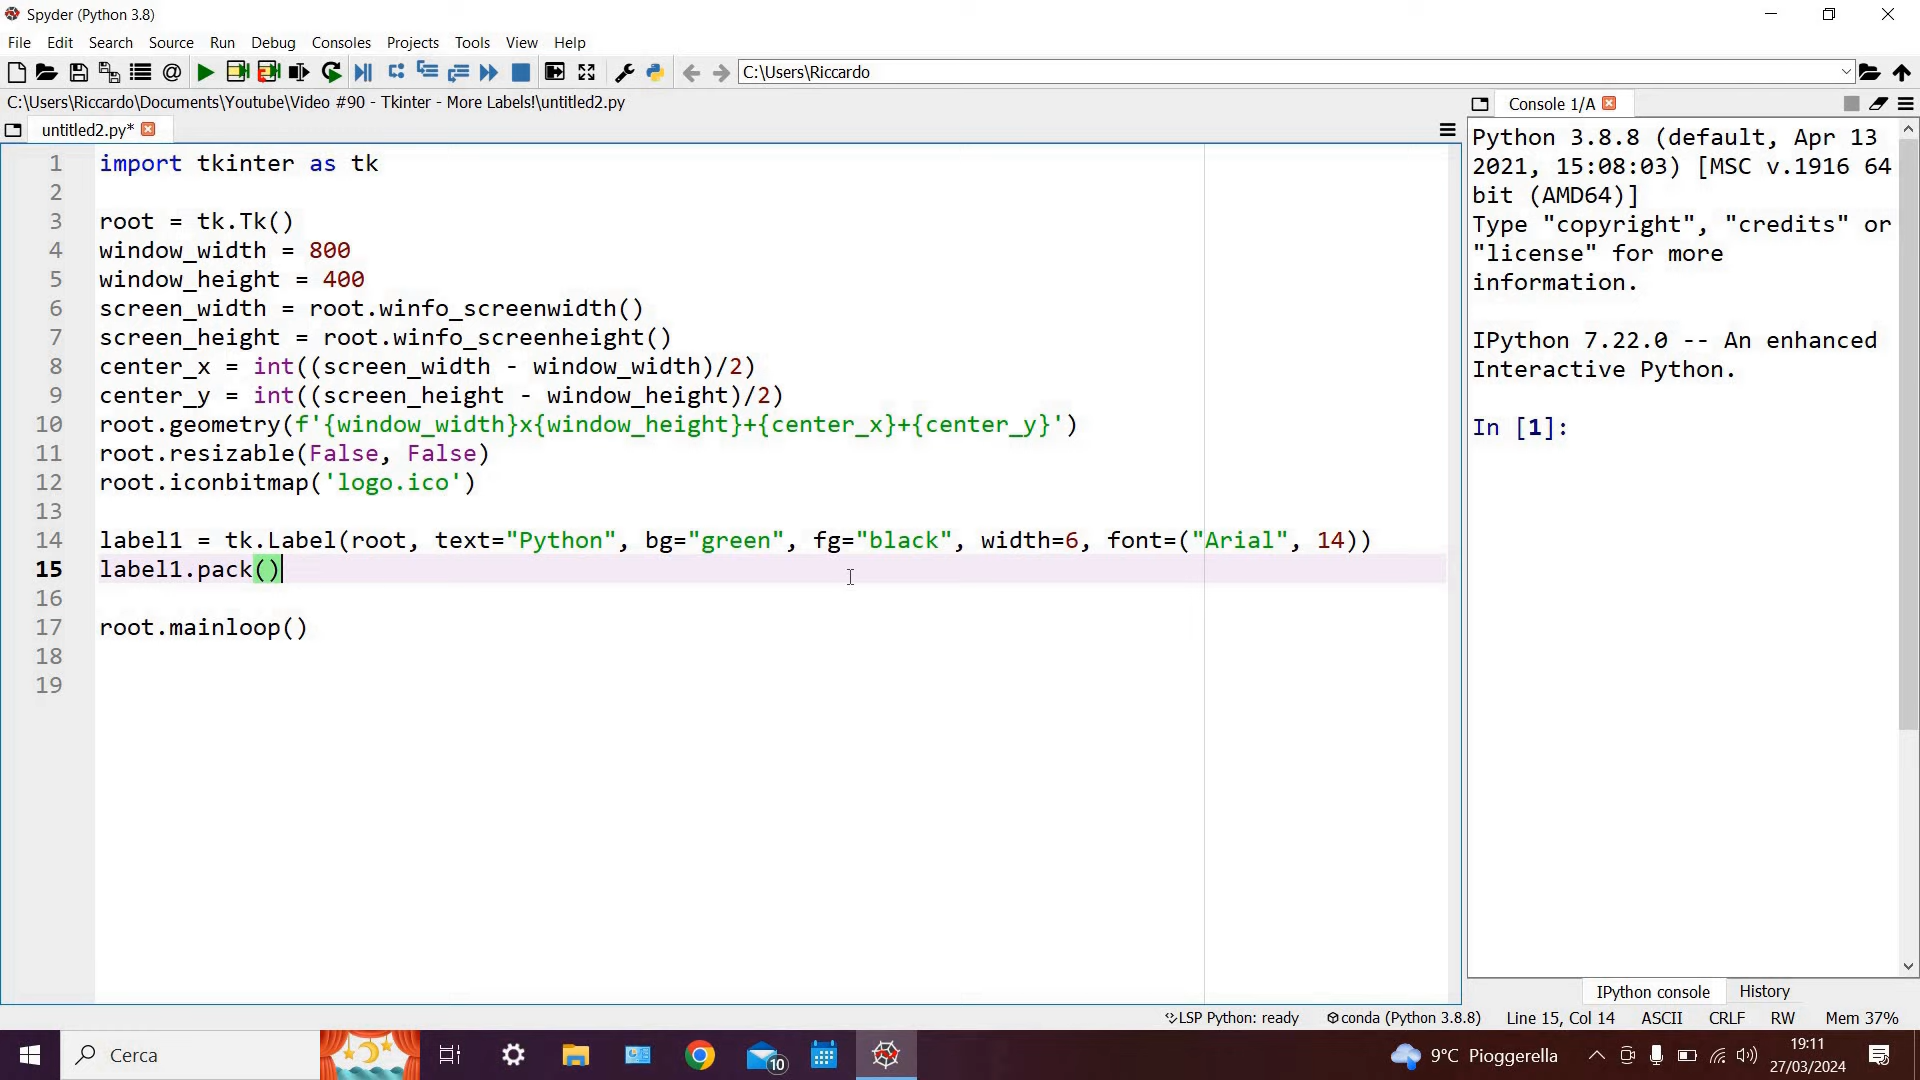 Spyder (Python 3.8)
File Edit Search Source Run Debug Consoles Projects Tools View Help
C:\Users\Riccardo
C:\Users\Riccardo\Documents\Youtube\Video #90 - Tkinter - More Labels!\untitled2.py
untitled2.py*
1 import tkinter as tk
2
3 root = tk.Tk()
4 window_width = 800
5 window_height = 400
6 screen_width = root.winfo_screenwidth()
7 screen_height = root.winfo_screenheight()
8 center_x = int((screen_width - window_width)/2)
9 center_y = int((screen_height - window_height)/2)
10 root.geometry(f'{window_width}x{window_height}+{center_x}+{center_y}')
11 root.resizable(False, False)
12 root.iconbitmap('logo.ico')
13
14 label1 = tk.Label(root, text="Python", bg="green", fg="black", width=6, font=("Arial", 14))
15 label1.pack()
16
17 root.mainloop()
18
19
Console 1/A
Python 3.8.8 (default, Apr 13
2021, 15:08:03) [MSC v.1916 64
bit (AMD64)]
Type "copyright", "credits" or
"license" for more
information.
IPython 7.22.0 -- An enhanced
Interactive Python.
In [1]:
IPython console History
LSP Python: ready conda (Python 3.8.8) Line 15, Col 14 ASCII CRLF RW Mem 37%
Cerca
10
9°C Pioggerella
19:11
27/03/2024